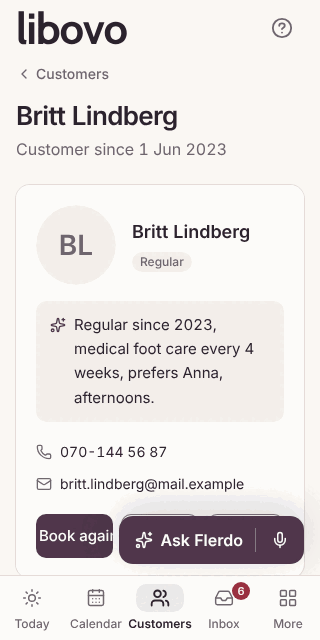 libovo
Customers
Britt Lindberg
Customer since 1 Jun 2023
BL
Britt Lindberg
Regular
Regular since 2023,
medical foot care every 4
weeks, prefers Anna,
afternoons.
070-144 56 87
britt.lindberg@mail.example
Book again
Ask Flerdo
6
Today Calendar Customers Inbox More